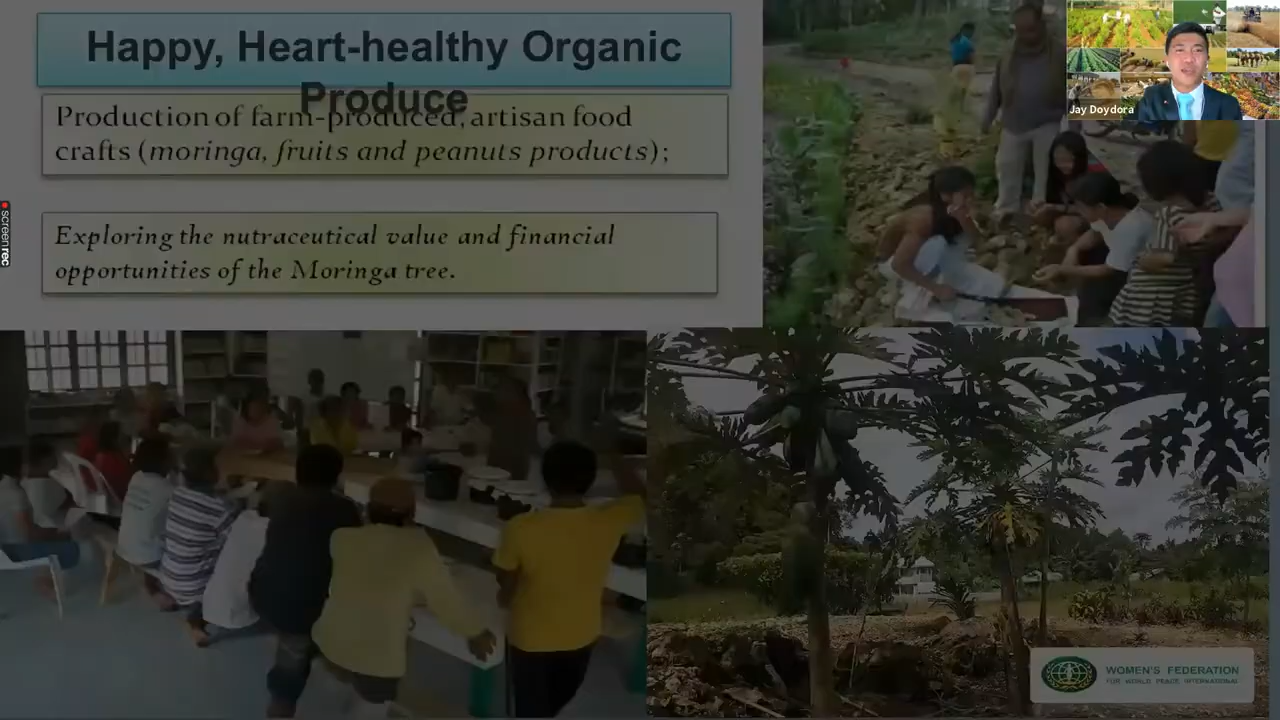 Happy, Heart-healthy Organic
Produce
Production of farm-produced, artisan food
crafts (moringa, fruits and peanuts products);
Exploring the nutraceutical value and financial
opportunities of the Moringa tree.
Jay Doydora
screenrec
WOMEN'S FEDERATION
FOR WORLD PEACE INTERNATIONAL